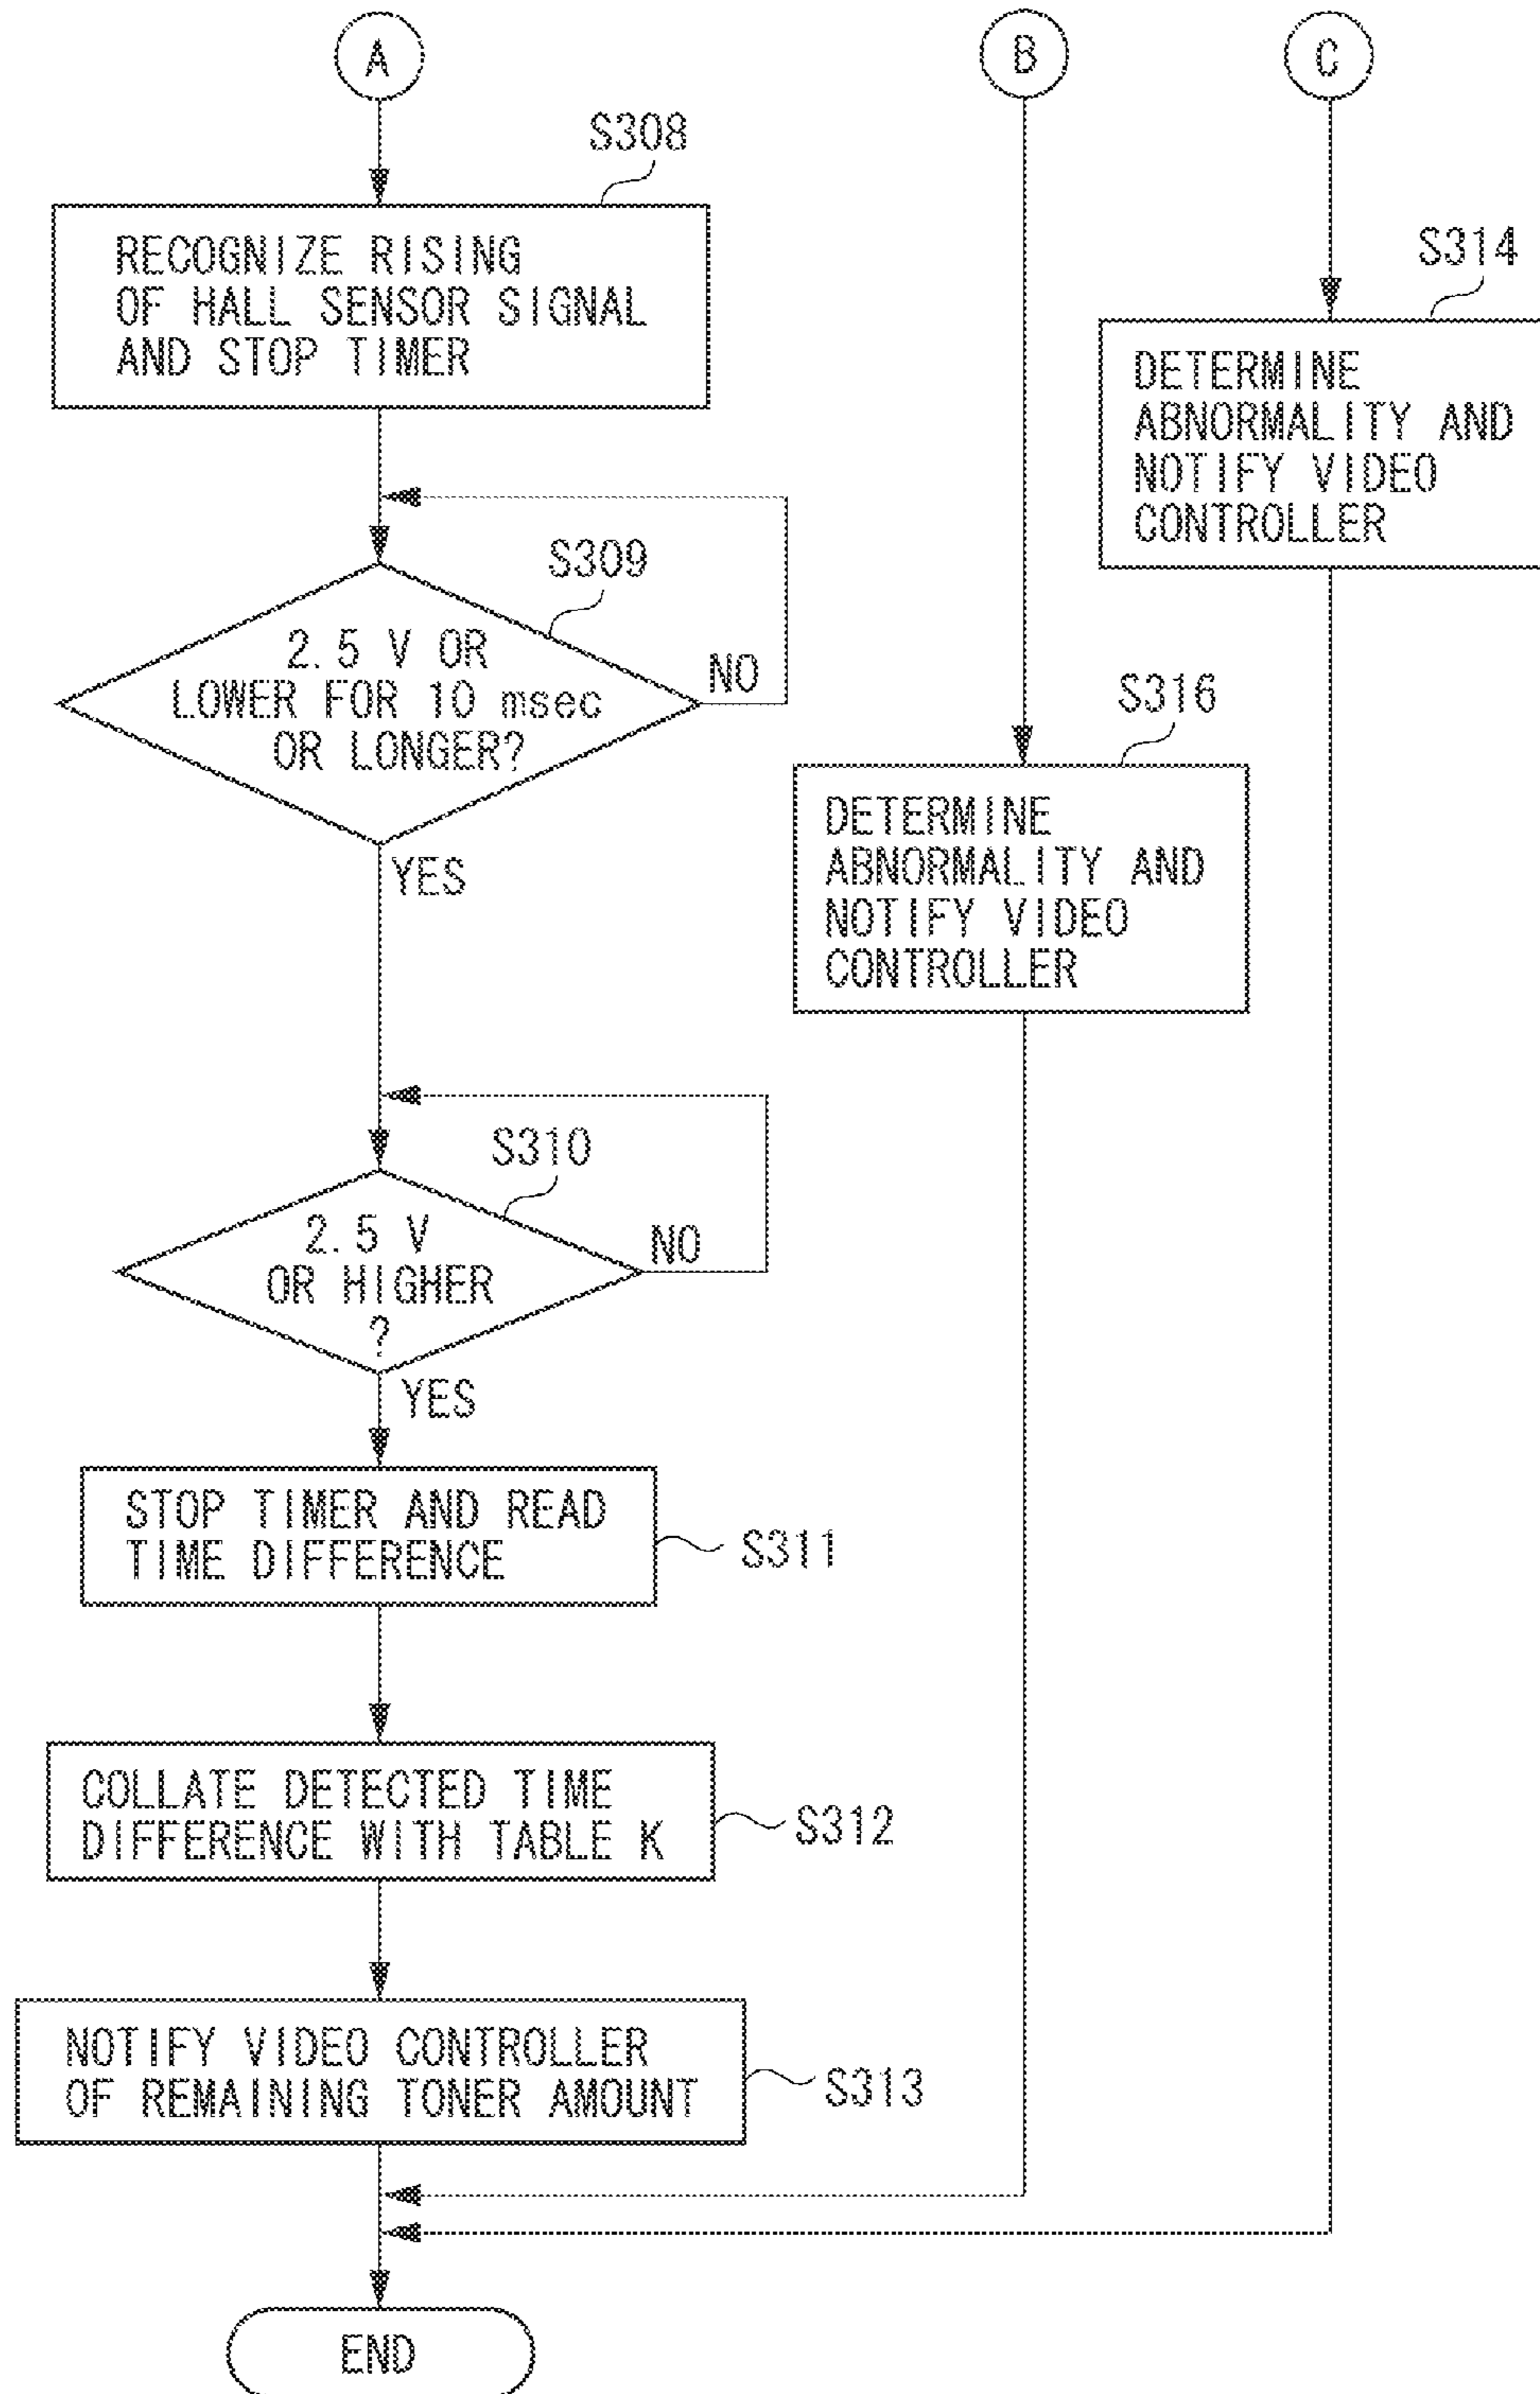 A
B
C
S308
RECOGNIZE RISING
OF HALL SENSOR SIGNAL
AND STOP TIMER
S314
DETERMINE
ABNORMALITY AND
NOTIFY VIDEO
CONTROLLER
S309
2.5 V OR
LOWER FOR 10 msec
OR LONGER?
NO
YES
S316
DETERMINE
ABNORMALITY AND
NOTIFY VIDEO
CONTROLLER
S310
2.5 V
OR HIGHER
?
NO
YES
STOP TIMER AND READ
TIME DIFFERENCE
S311
COLLATE DETECTED TIME
DIFFERENCE WITH TABLE K
S312
NOTIFY VIDEO CONTROLLER
OF REMAINING TONER AMOUNT
S313
END